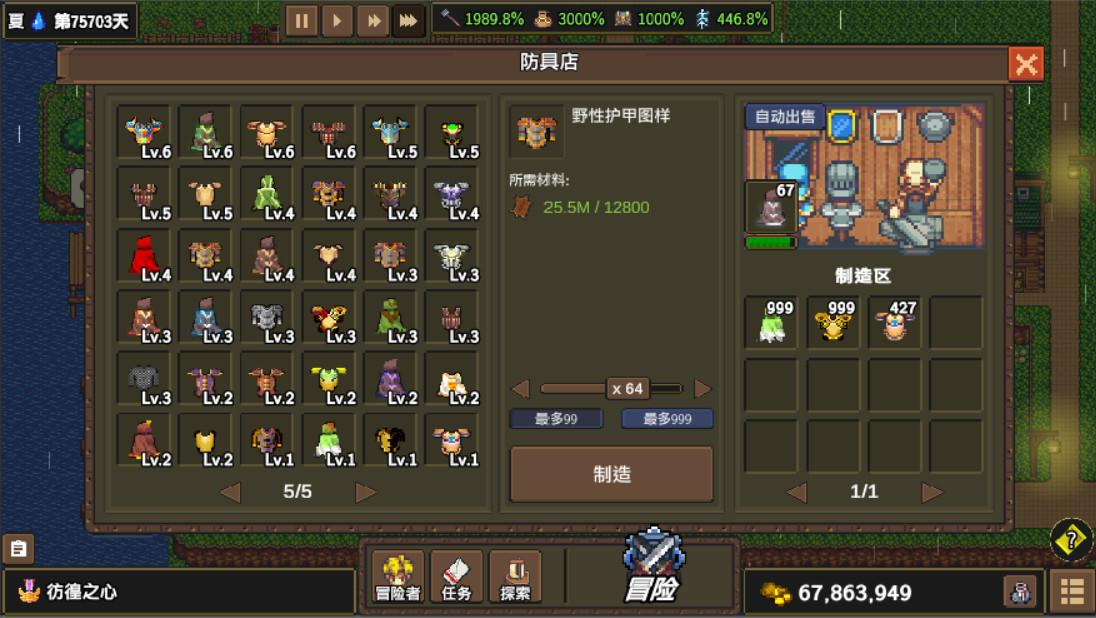 夏 第75703天
1989.8% 3000% 1000% 446.8%
防具店
Lv.6 Lv.6 Lv.6 Lv.6 Lv.5 Lv.5
Lv.5 Lv.5 Lv.4 Lv.4 Lv.4 Lv.4
Lv.4 Lv.4 Lv.4 Lv.4 Lv.3 Lv.3
Lv.3 Lv.3 Lv.3 Lv.3 Lv.3 Lv.3
Lv.3 Lv.2 Lv.2 Lv.2 Lv.2 Lv.2
Lv.2 Lv.2 Lv.1 Lv.1 Lv.1 Lv.1
5/5
野性护甲图样
所需材料:
25.5M / 12800
x 64
最多99 最多999
制造
自动出售
67
制造区
999 999 427
1/1
?
彷徨之心
冒险者 任务 探索
冒险
67,863,949